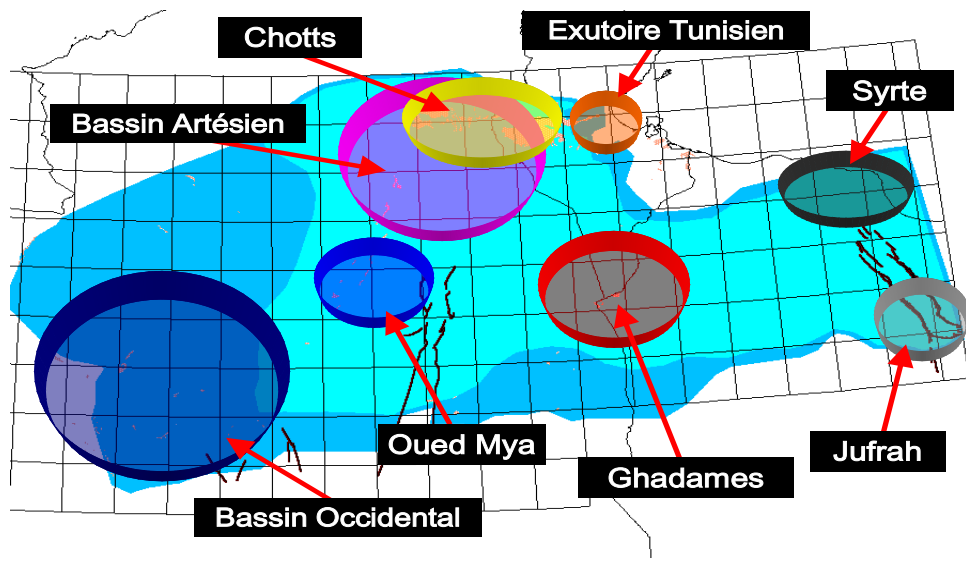 Chotts
Exutoire Tunisien
Syrte
Bassin Artésien
Oued Mya
Jufrah
Ghadames
Bassin Occidental